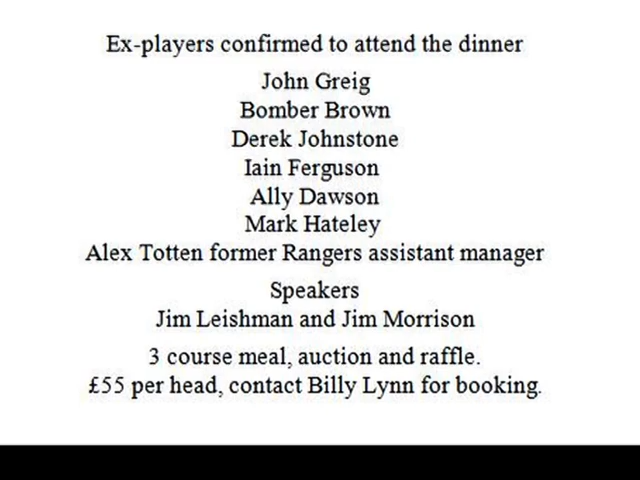 Ex-players confirmed to attend the dinner
John Greig
Bomber Brown
Derek Johnstone
Iain Ferguson
Ally Dawson
Mark Hateley
Alex Totten former Rangers assistant manager
Speakers
Jim Leishman and Jim Morrison
3 course meal, auction and raffle.
£55 per head, contact Billy Lynn for booking.